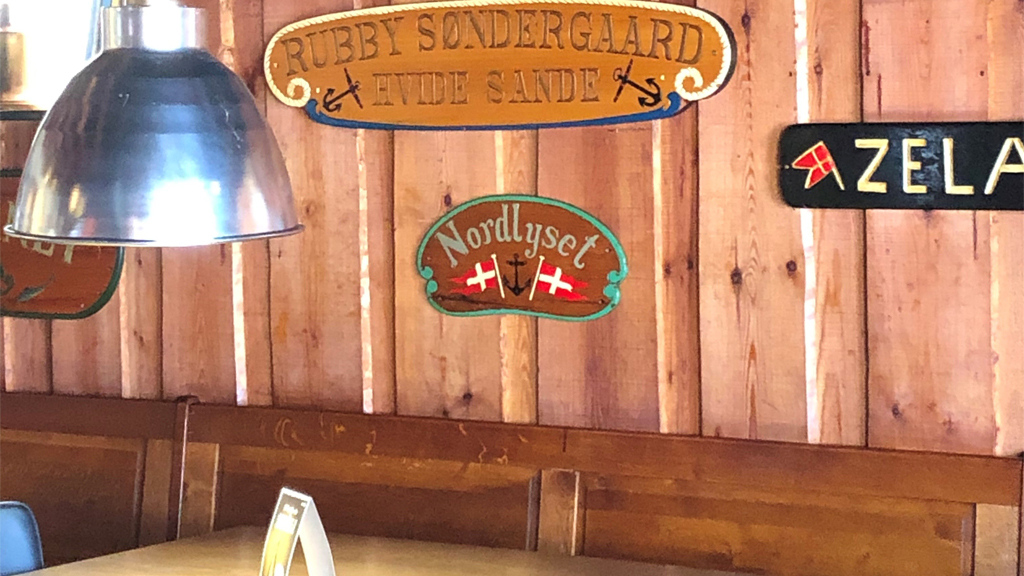 RUBBY SØNDERGAARD
HVIDE SANDE
ZELA
Nordlyset